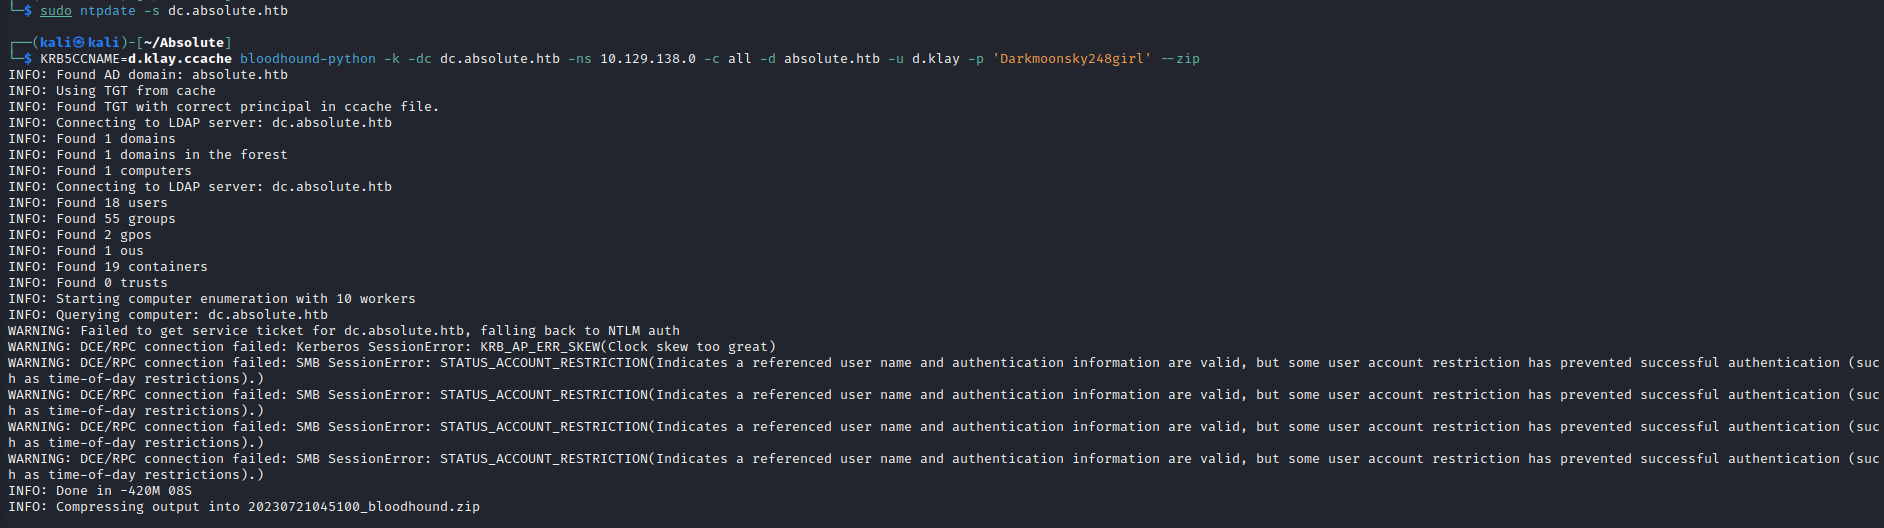 └─$ sudo ntpdate -s dc.absolute.htb
┌──(kali㉿kali)-[~/Absolute]
└─$ KRB5CCNAME=d.klay.ccache bloodhound-python -k -dc dc.absolute.htb -ns 10.129.138.0 -c all -d absolute.htb -u d.klay -p 'Darkmoonsky248girl' --zip
INFO: Found AD domain: absolute.htb
INFO: Using TGT from cache
INFO: Found TGT with correct principal in ccache file.
INFO: Connecting to LDAP server: dc.absolute.htb
INFO: Found 1 domains
INFO: Found 1 domains in the forest
INFO: Found 1 computers
INFO: Connecting to LDAP server: dc.absolute.htb
INFO: Found 18 users
INFO: Found 55 groups
INFO: Found 2 gpos
INFO: Found 1 ous
INFO: Found 19 containers
INFO: Found 0 trusts
INFO: Starting computer enumeration with 10 workers
INFO: Querying computer: dc.absolute.htb
WARNING: Failed to get service ticket for dc.absolute.htb, falling back to NTLM auth
WARNING: DCE/RPC connection failed: Kerberos SessionError: KRB_AP_ERR_SKEW(Clock skew too great)
WARNING: DCE/RPC connection failed: SMB SessionError: STATUS_ACCOUNT_RESTRICTION(Indicates a referenced user name and authentication information are valid, but some user account restriction has prevented successful authentication (suc
h as time-of-day restrictions).)
WARNING: DCE/RPC connection failed: SMB SessionError: STATUS_ACCOUNT_RESTRICTION(Indicates a referenced user name and authentication information are valid, but some user account restriction has prevented successful authentication (suc
h as time-of-day restrictions).)
WARNING: DCE/RPC connection failed: SMB SessionError: STATUS_ACCOUNT_RESTRICTION(Indicates a referenced user name and authentication information are valid, but some user account restriction has prevented successful authentication (suc
h as time-of-day restrictions).)
WARNING: DCE/RPC connection failed: SMB SessionError: STATUS_ACCOUNT_RESTRICTION(Indicates a referenced user name and authentication information are valid, but some user account restriction has prevented successful authentication (suc
h as time-of-day restrictions).)
INFO: Done in -420M 08S
INFO: Compressing output into 20230721045100_bloodhound.zip